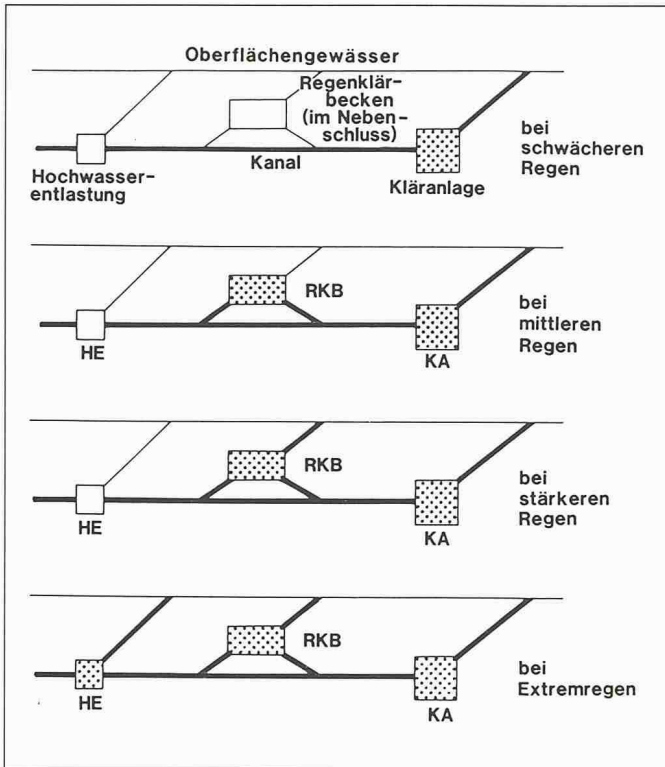 Oberflächengewässer
Regenklär-
becken
(im Neben-
schluss)
Hochwasser-
entlastung
Kanal
Kläranlage
bei
schwächeren
Regen
HE
RKB
KA
bei
mittleren
Regen
HE
RKB
KA
bei
stärkeren
Regen
HE
RKB
KA
bei
Extremregen